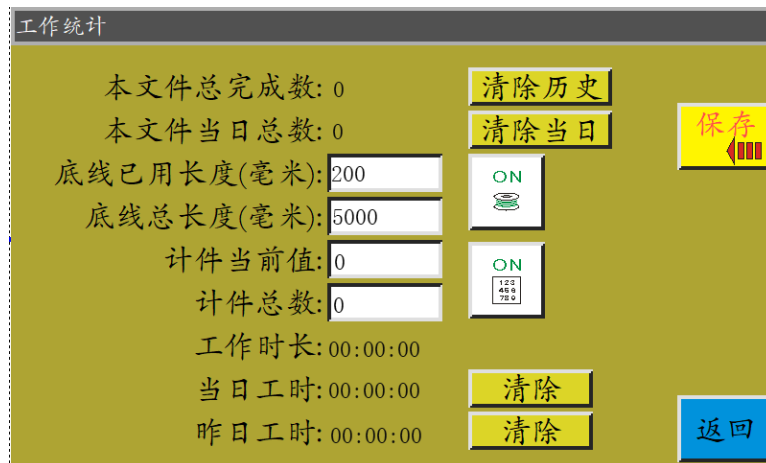 工作统计
本文件总完成数: 0 清除历史
本文件当日总数: 0 清除当日
保存
底线已用长度(毫米): 200 ON
底线总长度(毫米): 5000
计件当前值: 0 ON
123
456
789
计件总数: 0
工作时长: 00:00:00
当日工时: 00:00:00 清除
昨日工时: 00:00:00 清除
返回